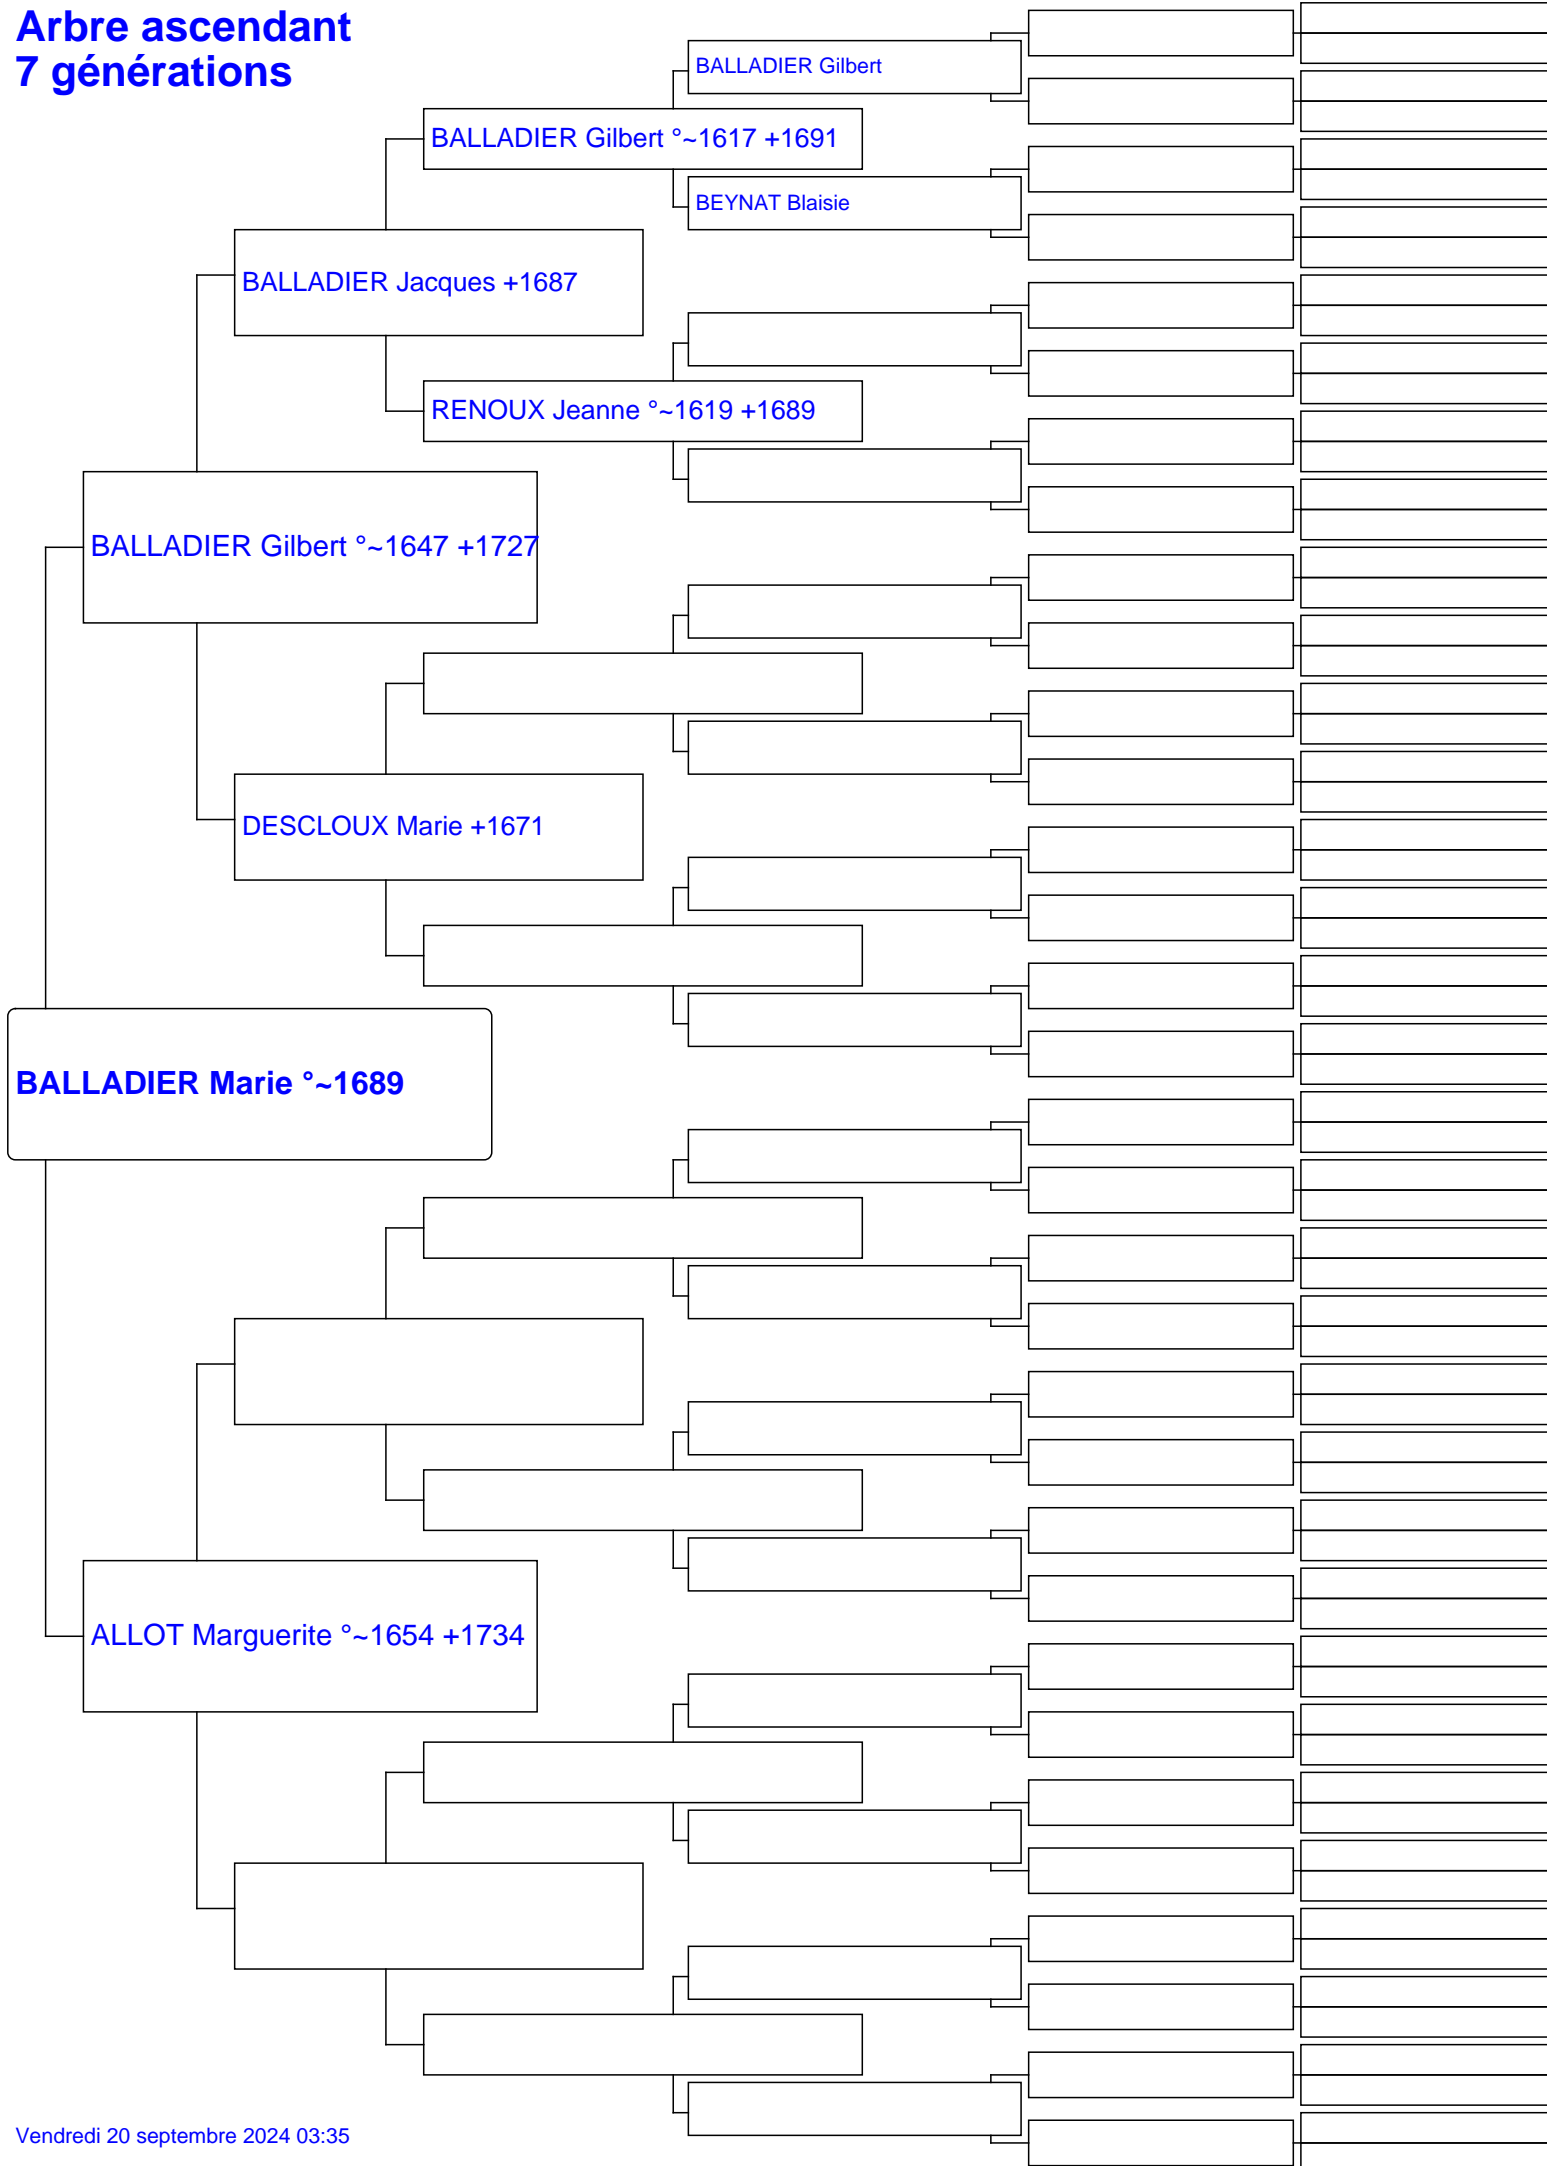 Arbre ascendant
7 générations
BALLADIER Gilbert
BALLADIER Gilbert °~1617 +1691
BEYNAT Blaisie
BALLADIER Jacques +1687
RENOUX Jeanne °~1619 +1689
BALLADIER Gilbert °~1647 +1727
DESCLOUX Marie +1671
BALLADIER Marie °~1689
ALLOT Marguerite °~1654 +1734
Vendredi 20 septembre 2024 03:35